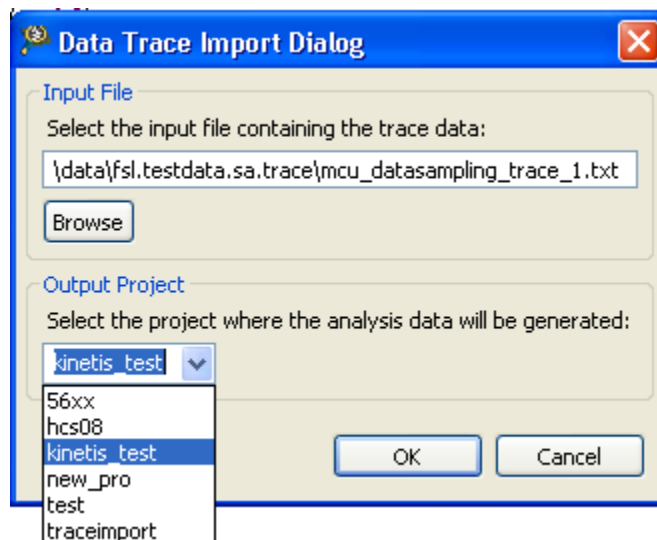 Data Trace Import Dialog
Input File
Select the input file containing the trace data:
\data\fsl.testdata.sa.trace\mcu_datasampling_trace_1.txt
Browse
Output Project
Select the project where the analysis data will be generated:
kinetis_test
56xx
hcs08
kinetis_test
new_pro
test
traceimport
OK
Cancel